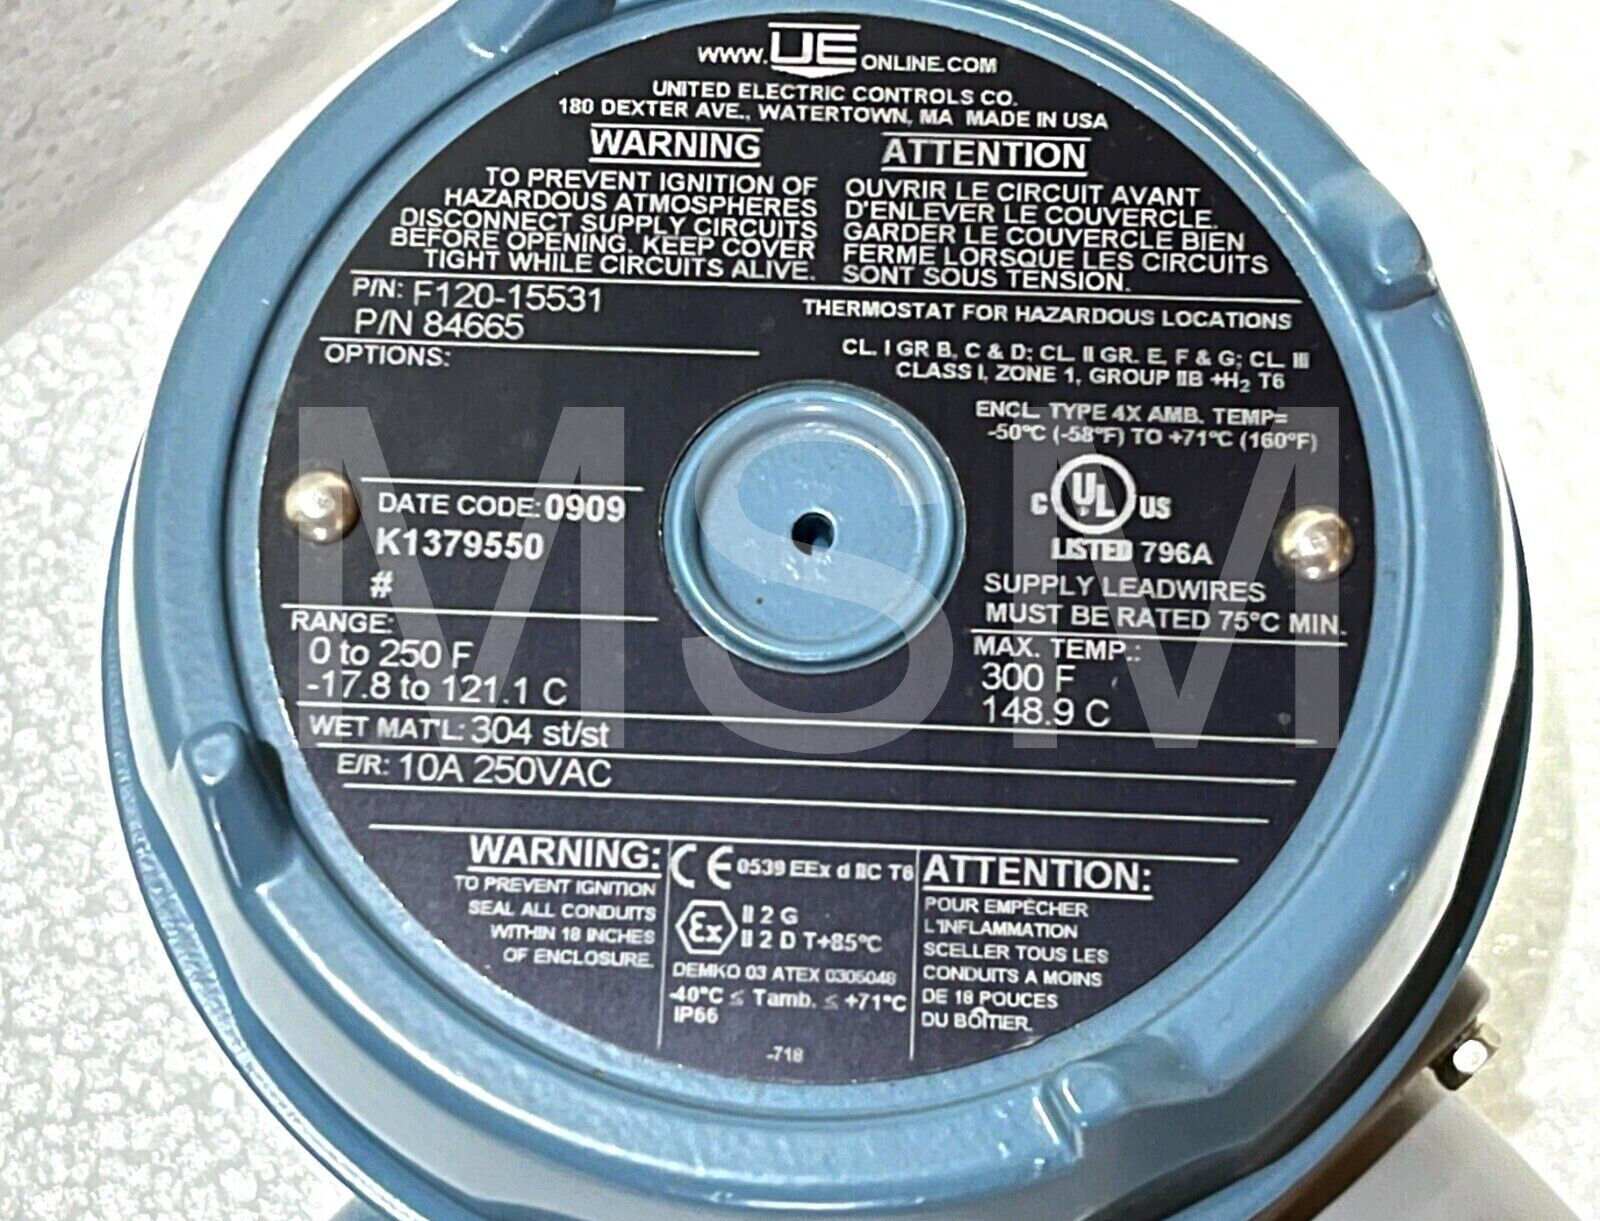 WWW. UE ONLINE.COM
UNITED ELECTRIC CONTROLS CO.
180 DEXTER AVE., WATERTOWN, MA MADE IN USA
WARNING
TO PREVENT IGNITION OF
HAZARDOUS ATMOSPHERES
DISCONNECT SUPPLY CIRCUITS
BEFORE OPENING. KEEP COVER
TIGHT WHILE CIRCUITS ALIVE.
ATTENTION
OUVRIR LE CIRCUIT AVANT
D'ENLEVER LE COUVERCLE.
GARDER LE COUVERCLE BIEN
FERME LORSQUE LES CIRCUITS
SONT SOUS TENSION.
P/N: F120-15531
P/N 84665
OPTIONS:
THERMOSTAT FOR HAZARDOUS LOCATIONS
CL. I GR B, C & D; CL. II GR. E, F & G; CL. III
CLASS I, ZONE 1, GROUP IIB +H2 T6
ENCL. TYPE 4X AMB. TEMP=
-50°C (-58°F) TO +71°C (160°F)
C UL US
LISTED 796A
SUPPLY LEADWIRES
MUST BE RATED 75°C MIN.
DATE CODE: 0909
K1379550
#
RANGE:
0 to 250 F
-17.8 to 121.1 C
MAX. TEMP.:
300 F
148.9 C
WET MAT'L: 304 st/st
E/R: 10A 250VAC
WARNING:
TO PREVENT IGNITION
SEAL ALL CONDUITS
WITHIN 18 INCHES
OF ENCLOSURE.
CE 0539 EEx d IIC T6
Ex II 2 G
II 2 D T+85°C
DEMKO 03 ATEX 0305048
-40°C ≤ Tamb. ≤ +71°C
IP66
-718
ATTENTION:
POUR EMPÊCHER
L'INFLAMMATION
SCELLER TOUS LES
CONDUITS A MOINS
DE 18 POUCES
DU BOÎTIER.
MSM